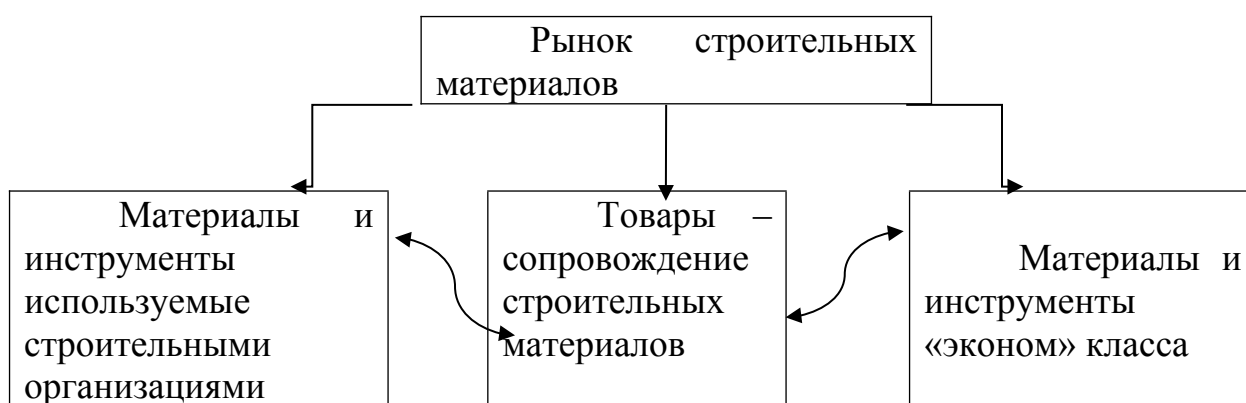 Рынок строительных
материалов
Материалы и
инструменты
используемые
строительными
организациями
Товары –
сопровождение
строительных
материалов
Материалы и
инструменты
«эконом» класса